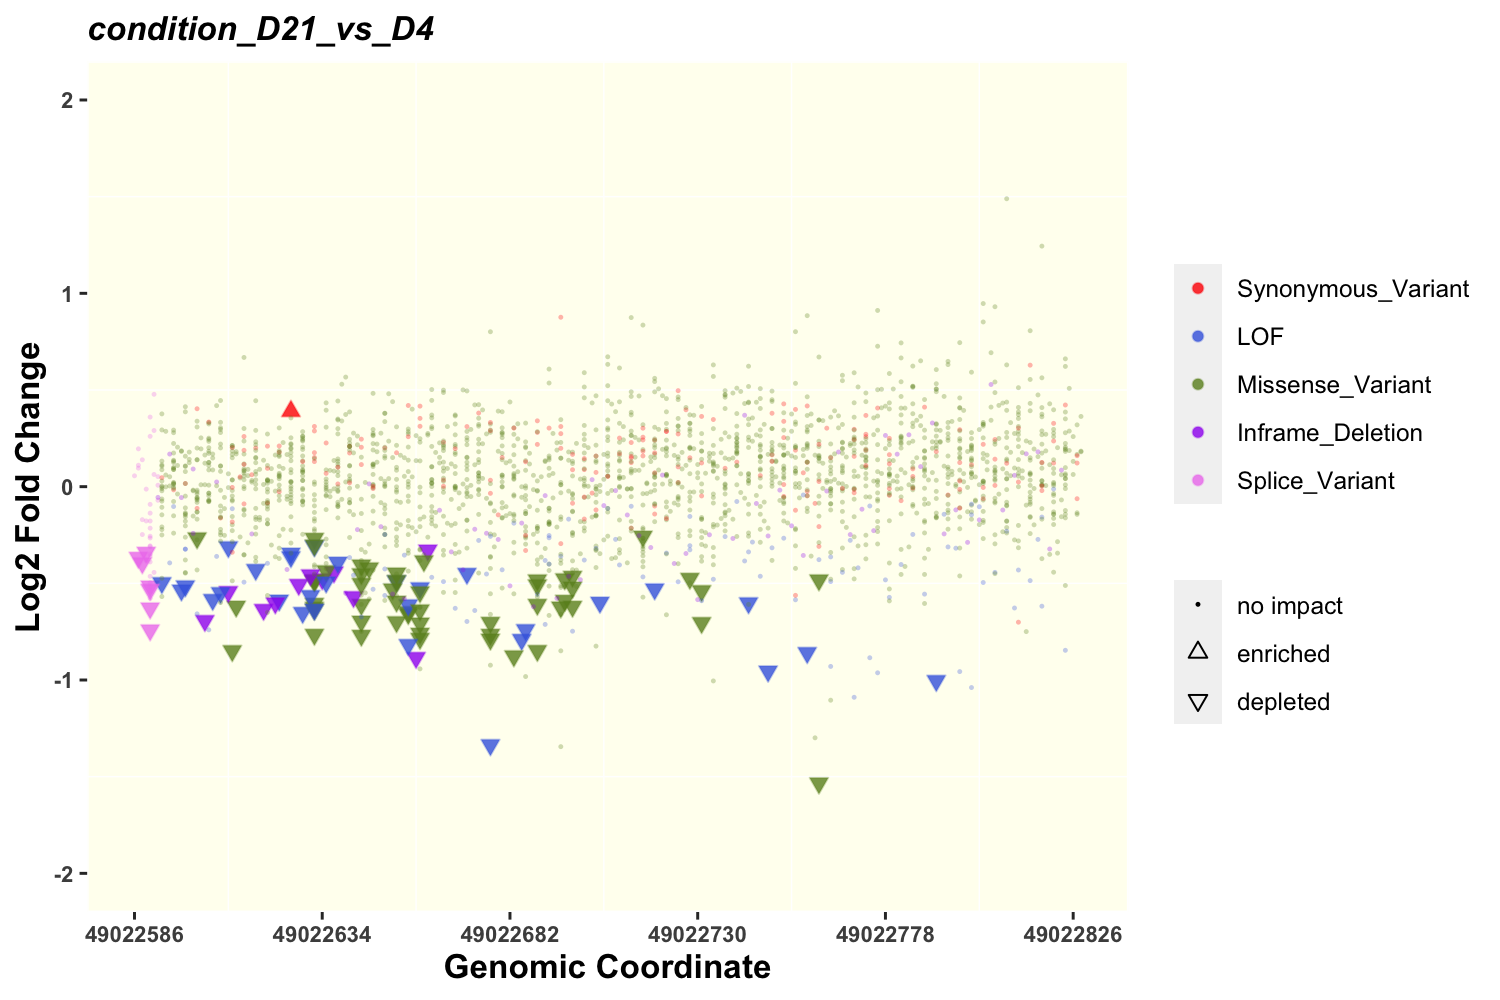 condition_D21_vs_D4
Log2 Fold Change
2
1
0
-1
-2
49022586
49022634
49022682
49022730
49022778
49022826
Genomic Coordinate
Synonymous_Variant
LOF
Missense_Variant
Inframe_Deletion
Splice_Variant
no impact
enriched
depleted